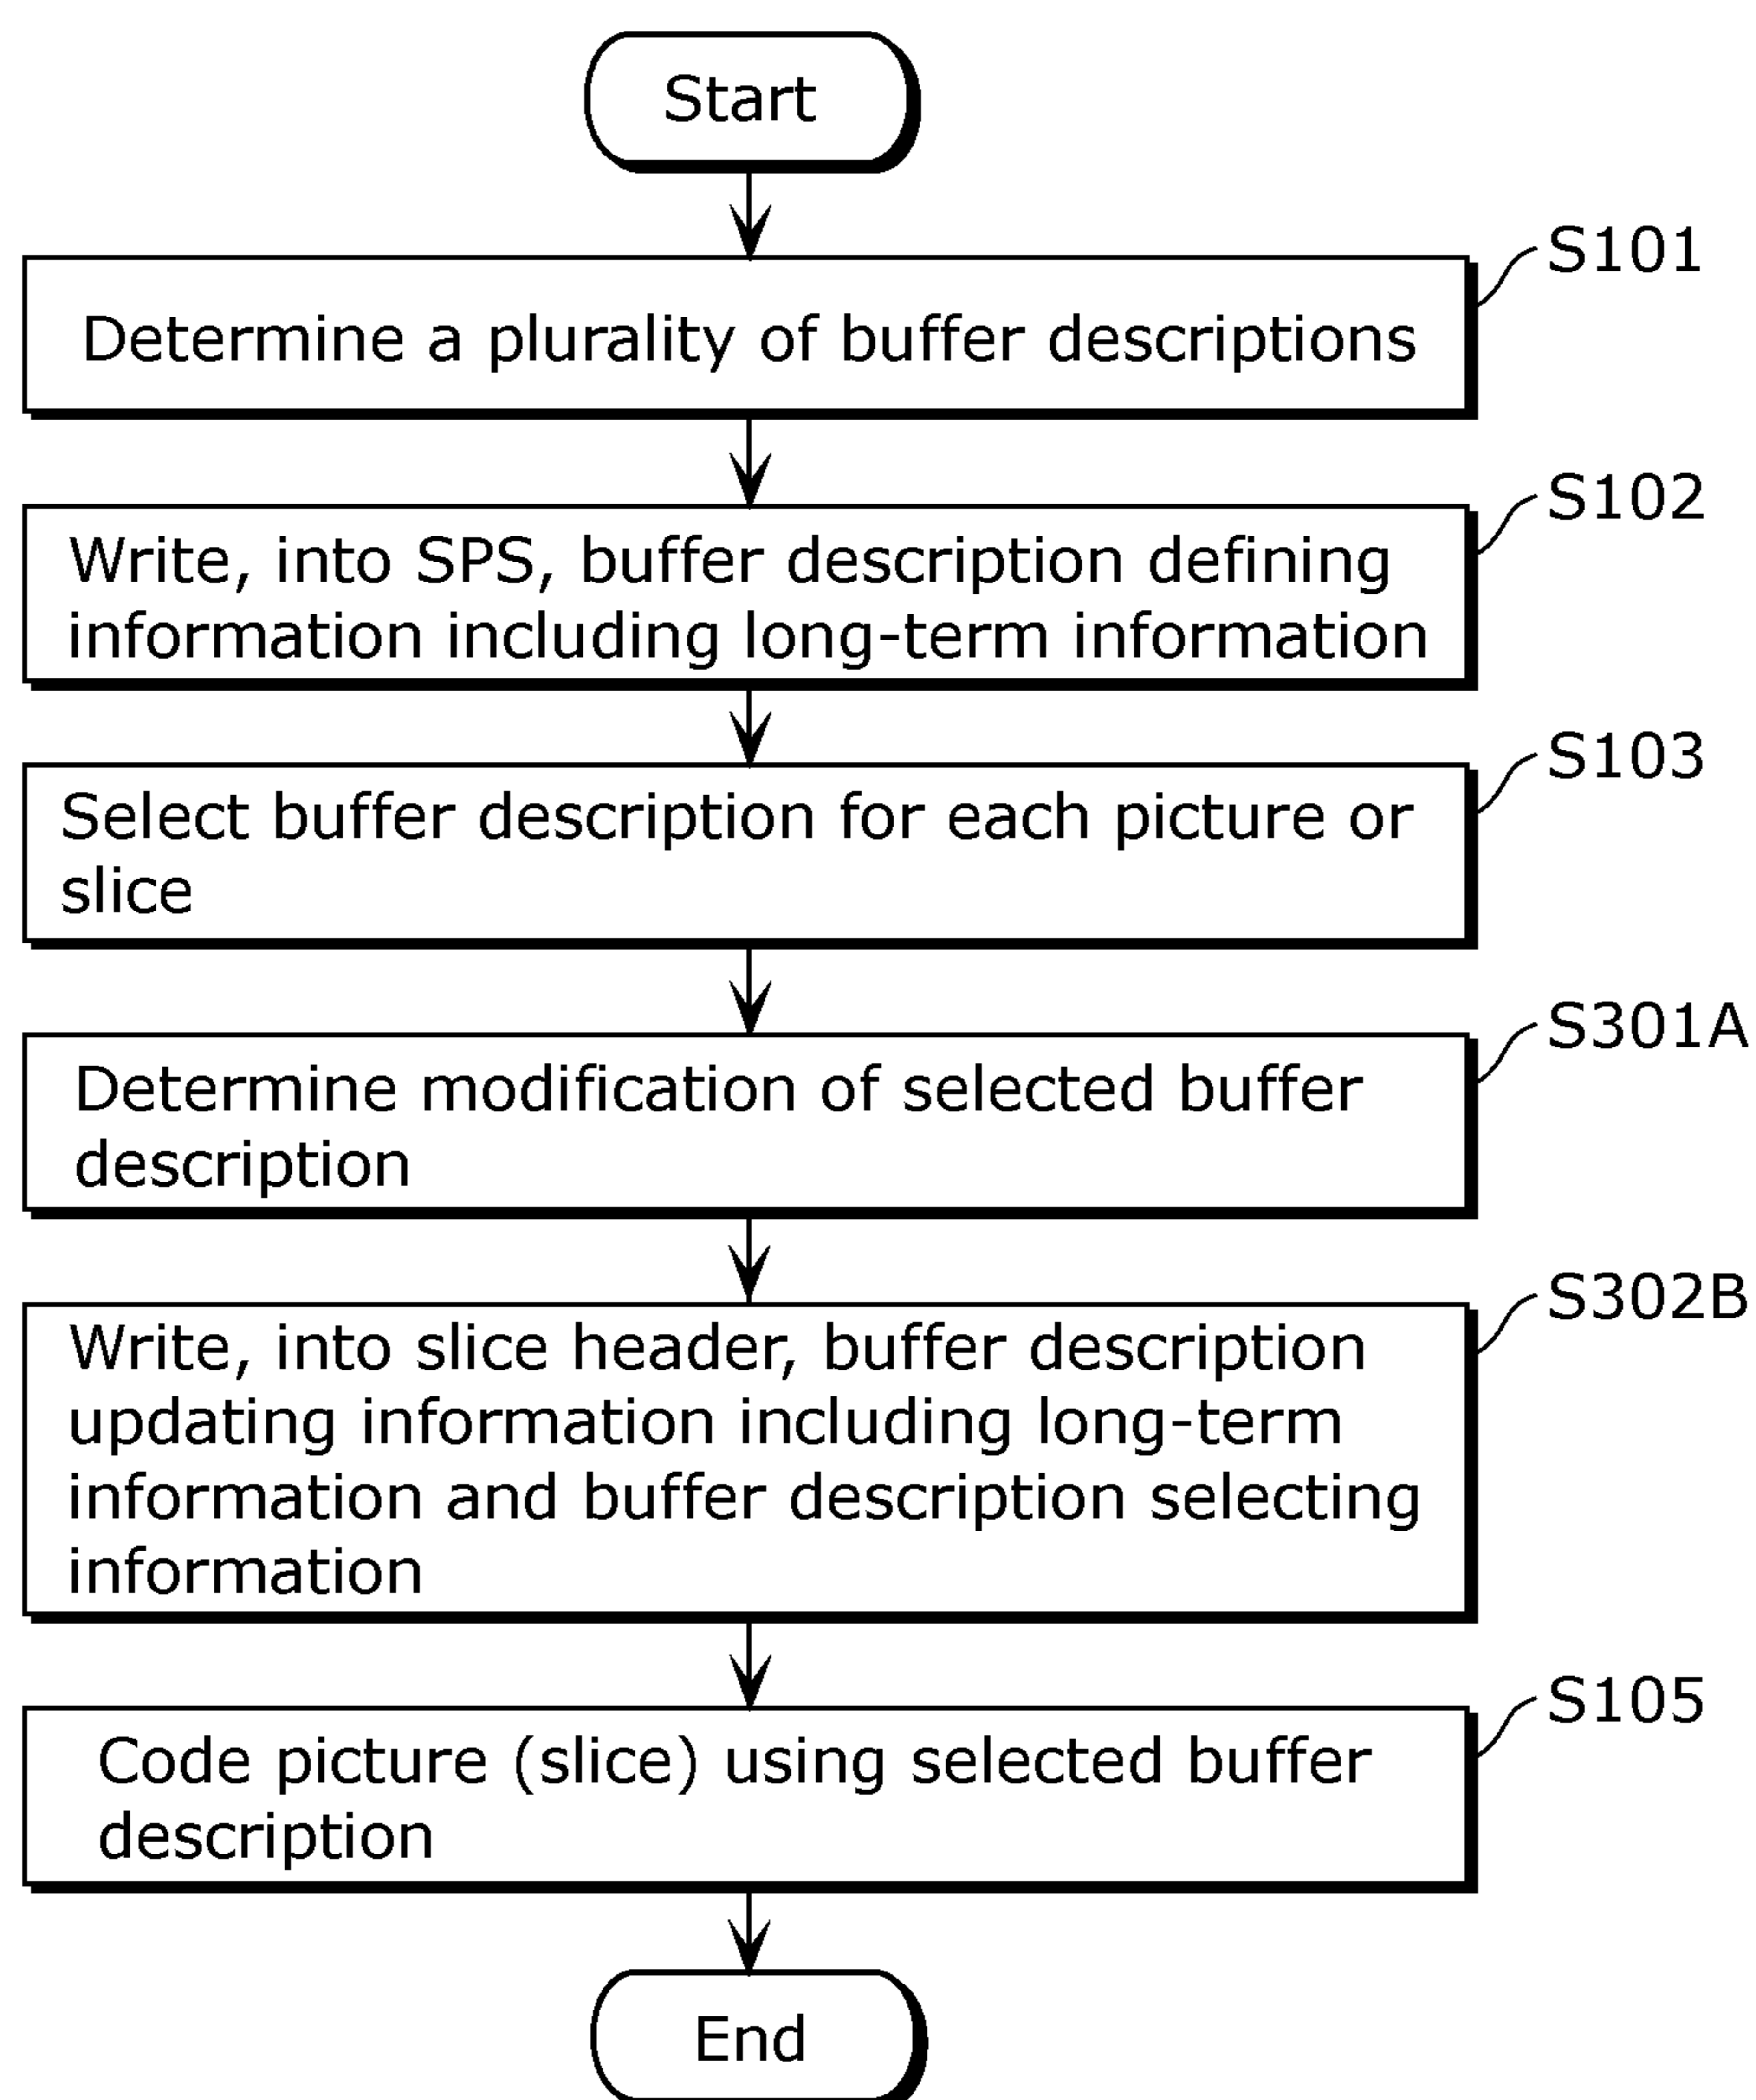 Start
S101
Determine a plurality of buffer descriptions
S102
Write, into SPS, buffer description defining
information including long-term information
S103
Select buffer description for each picture or
slice
S301A
Determine modification of selected buffer
description
S302B
Write, into slice header, buffer description
updating information including long-term
information and buffer description selecting
information
S105
Code picture (slice) using selected buffer
description
End